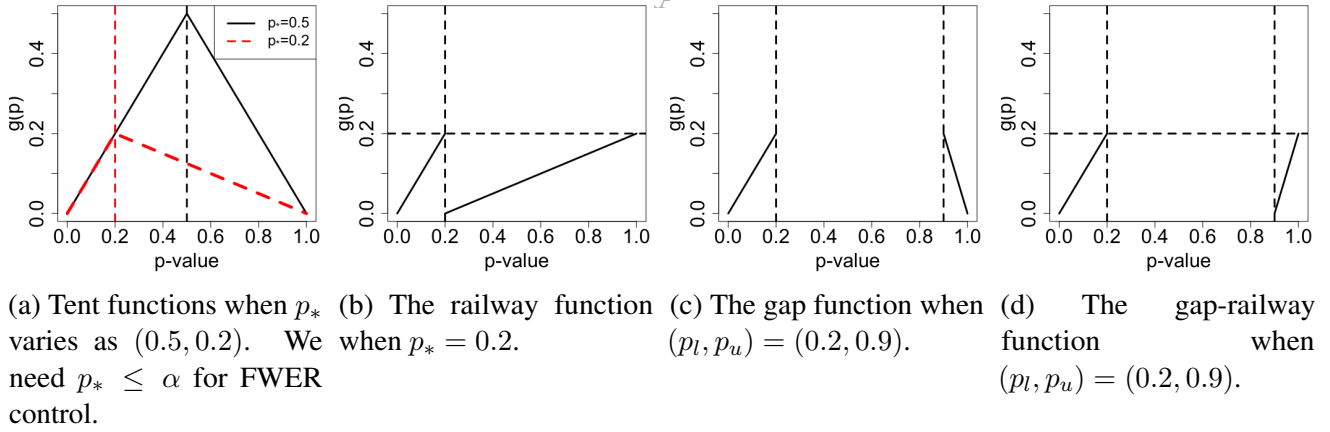 p*=0.5
p*=0.2
g(p)
0.4
0.2
0.0
0.0 0.2 0.4 0.6 0.8 1.0
p-value
g(p)
0.4
0.2
0.0
0.0 0.2 0.4 0.6 0.8 1.0
p-value
g(p)
0.4
0.2
0.0
0.0 0.2 0.4 0.6 0.8 1.0
p-value
g(p)
0.4
0.2
0.0
0.0 0.2 0.4 0.6 0.8 1.0
p-value
(a) Tent functions when p∗
varies as (0.5, 0.2). We
need p∗ ≤ α for FWER
control.
(b) The railway function
when p∗ = 0.2.
(c) The gap function when
(pl, pu) = (0.2, 0.9).
(d) The gap-railway
function when
(pl, pu) = (0.2, 0.9).